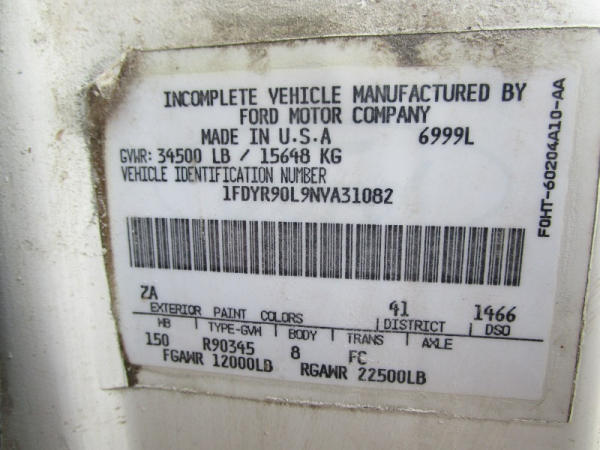 INCOMPLETE VEHICLE MANUFACTURED BY
FORD MOTOR COMPANY
MADE IN U.S.A 6999L
GVWR: 34500 LB / 15648 KG
VEHICLE IDENTIFICATION NUMBER
1FDYR90L9NVA31082
ZA 41 1466
EXTERIOR PAINT COLORS DISTRICT DSO
WB TYPE-GVW BODY TRANS AXLE
150 R90345 8 FC
FGAWR 12000LB RGAWR 22500LB
F0HT-60204A10-AA